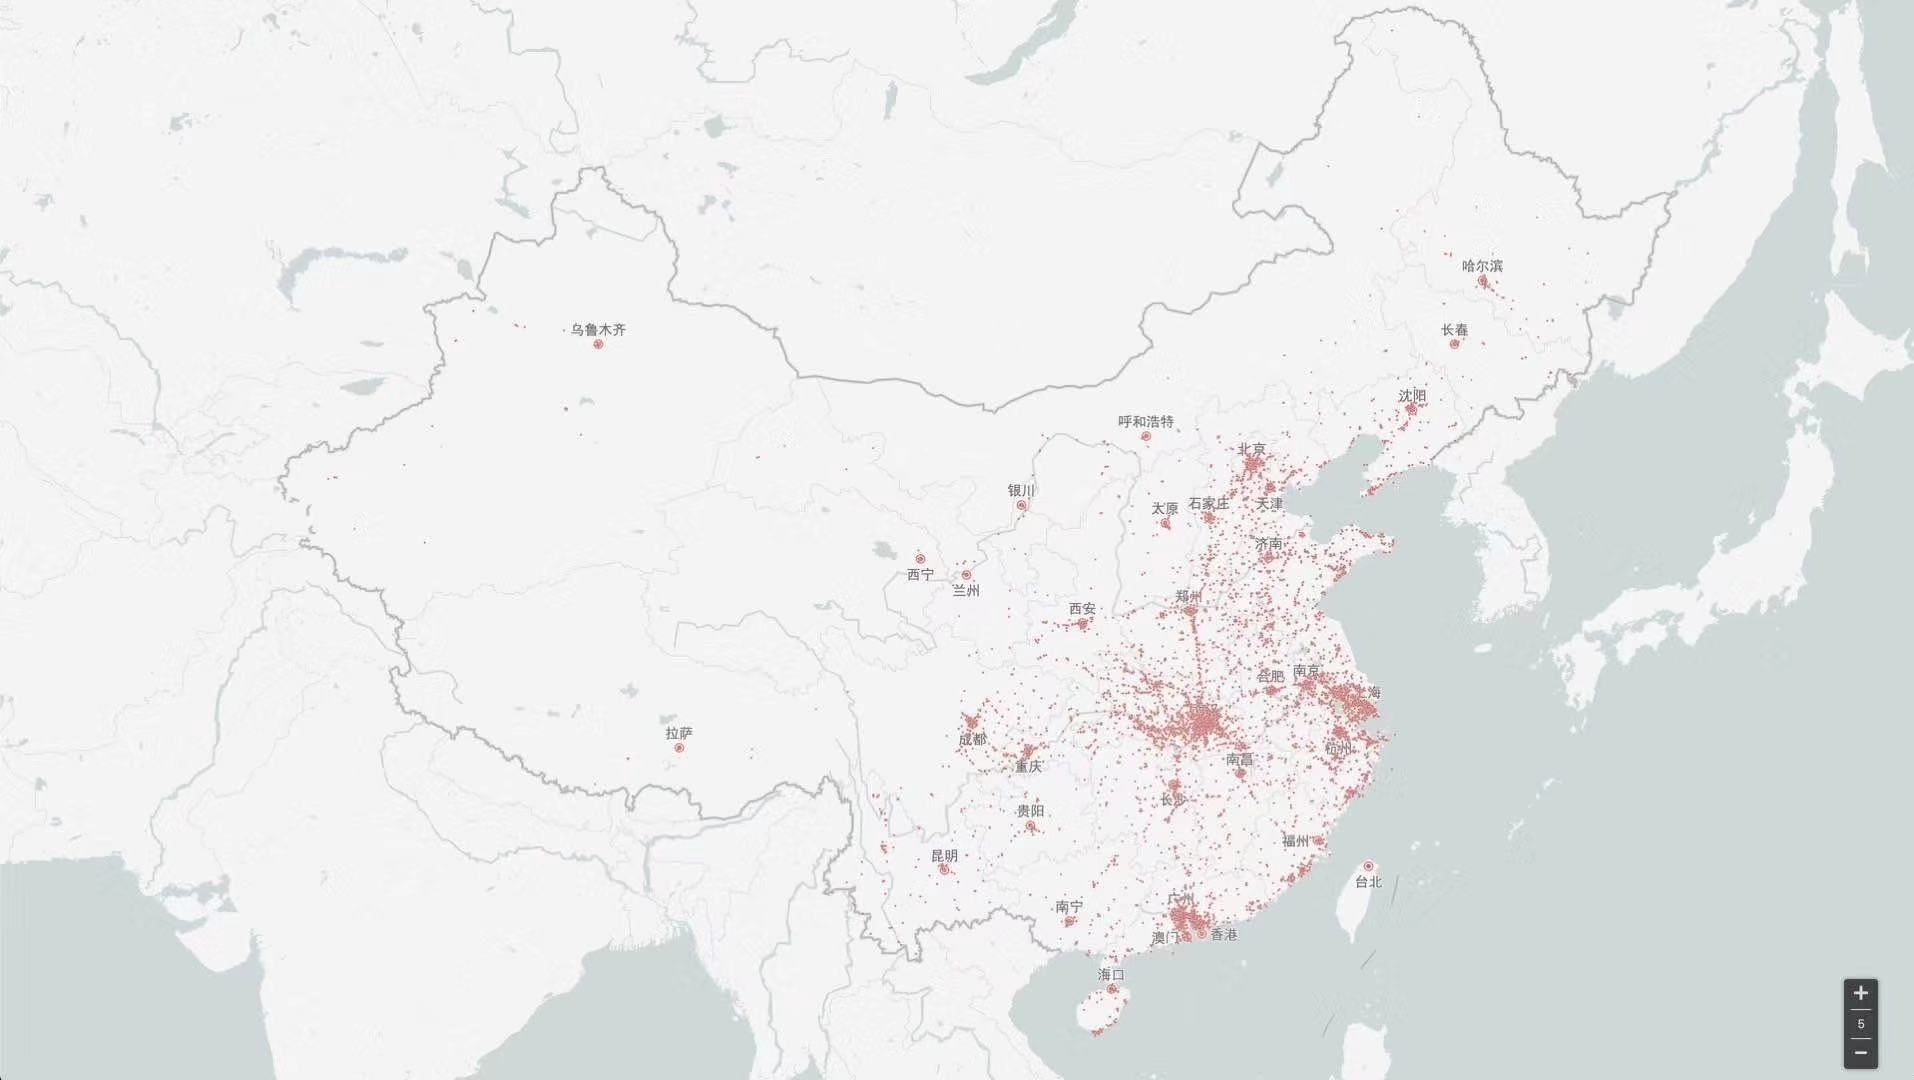 哈尔滨
乌鲁木齐
长春
沈阳
呼和浩特
北京
银川
太原
石家庄
天津
济南
西宁
兰州
郑州
西安
合肥
南京
上海
拉萨
成都
重庆
杭州
南昌
长沙
贵阳
福州
昆明
台北
广州
南宁
澳门
香港
海口
+
5
−